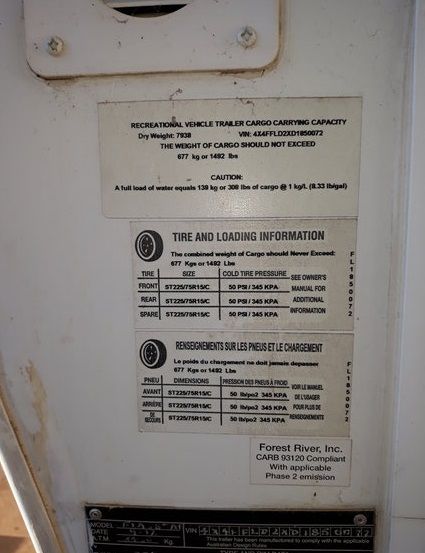 RECREATIONAL VEHICLE TRAILER CARGO CARRYING CAPACITY
Dry Weight: 7938 VIN: 4X4FFLD2XD1850072
THE WEIGHT OF CARGO SHOULD NOT EXCEED
677 kg or 1492 lbs
CAUTION:
A full load of water equals 139 kg or 308 lbs of cargo @ 1 kg/L (8.33 lb/gal)
TIRE AND LOADING INFORMATION
The combined weight of Cargo should Never Exceed:
677 Kgs or 1492 Lbs
TIRE SIZE COLD TIRE PRESSURE SEE OWNER'S
FRONT ST225/75R15/C 50 PSI / 345 KPA MANUAL FOR
REAR ST225/75R15/C 50 PSI / 345 KPA ADDITIONAL
SPARE ST225/75R15/C 50 PSI / 345 KPA INFORMATION
FL1850072
RENSEIGNEMENTS SUR LES PNEUS ET LE CHARGEMENT
Le poids du chargement ne doit jamais depasser
677 Kgs or 1492 Lbs
PNEU DIMENSIONS PRESSION DES PNEUS À FROID VOIR LE MANUEL
AVANT ST225/75R15/C 50 lb/po2 345 KPA DE L'USAGER
ARRIÈRE ST225/75R15/C 50 lb/po2 345 KPA POUR PLUS DE
DE SECOURS ST225/75R15/C 50 lb/po2 345 KPA RENSEIGNEMENTS
FL1850072
Forest River, Inc.
CARB 93120 Compliant
With applicable
Phase 2 emission
MODEL VIN 4X4FFLD2XD1850072
DATE This trailer has been manufactured to comply with the applicable
Kg Australian Design Rules